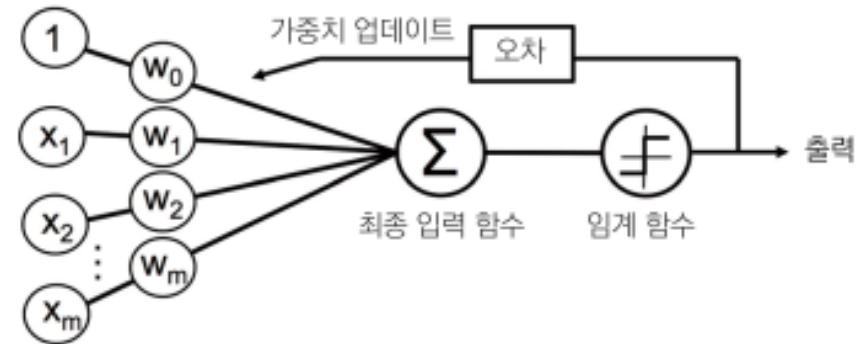 1
가중치 업데이트
오차
w₀
x₁
w₁
Σ
출력
x₂
w₂
최종 입력 함수
임계 함수
⋮
wₘ
xₘ